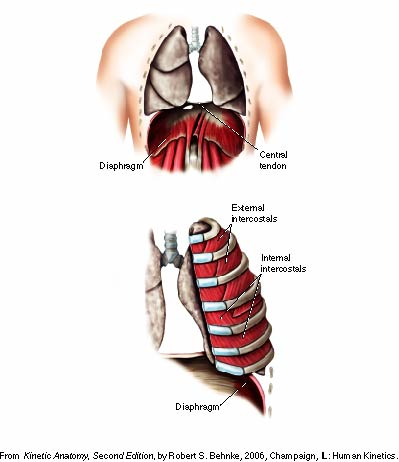 Diaphragm
Central
tendon
External
intercostals
Internal
intercostals
Diaphragm
From Kinetic Anatomy, Second Edition, by Robert S. Behnke, 2006, Champaign, IL: Human Kinetics.